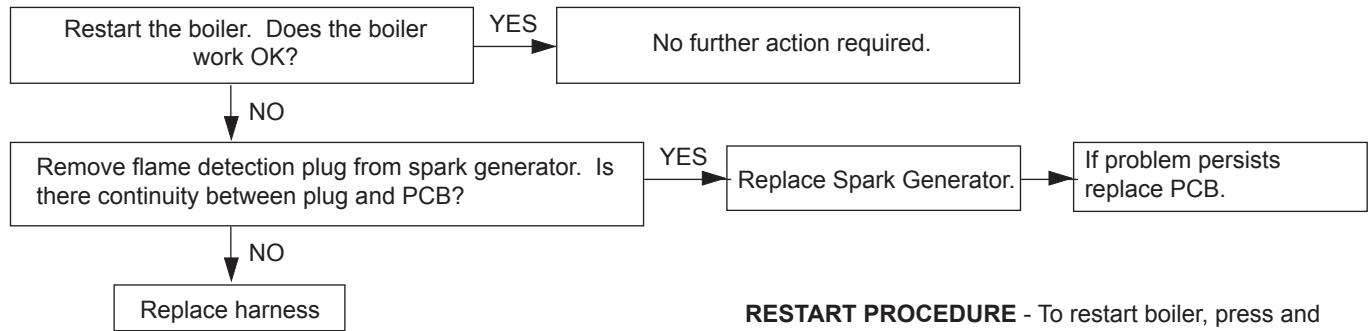 Restart the boiler. Does the boiler
work OK?
YES
No further action required.
NO
Remove flame detection plug from spark generator. Is
there continuity between plug and PCB?
YES
Replace Spark Generator.
If problem persists
replace PCB.
NO
Replace harness
RESTART PROCEDURE - To restart boiler, press and